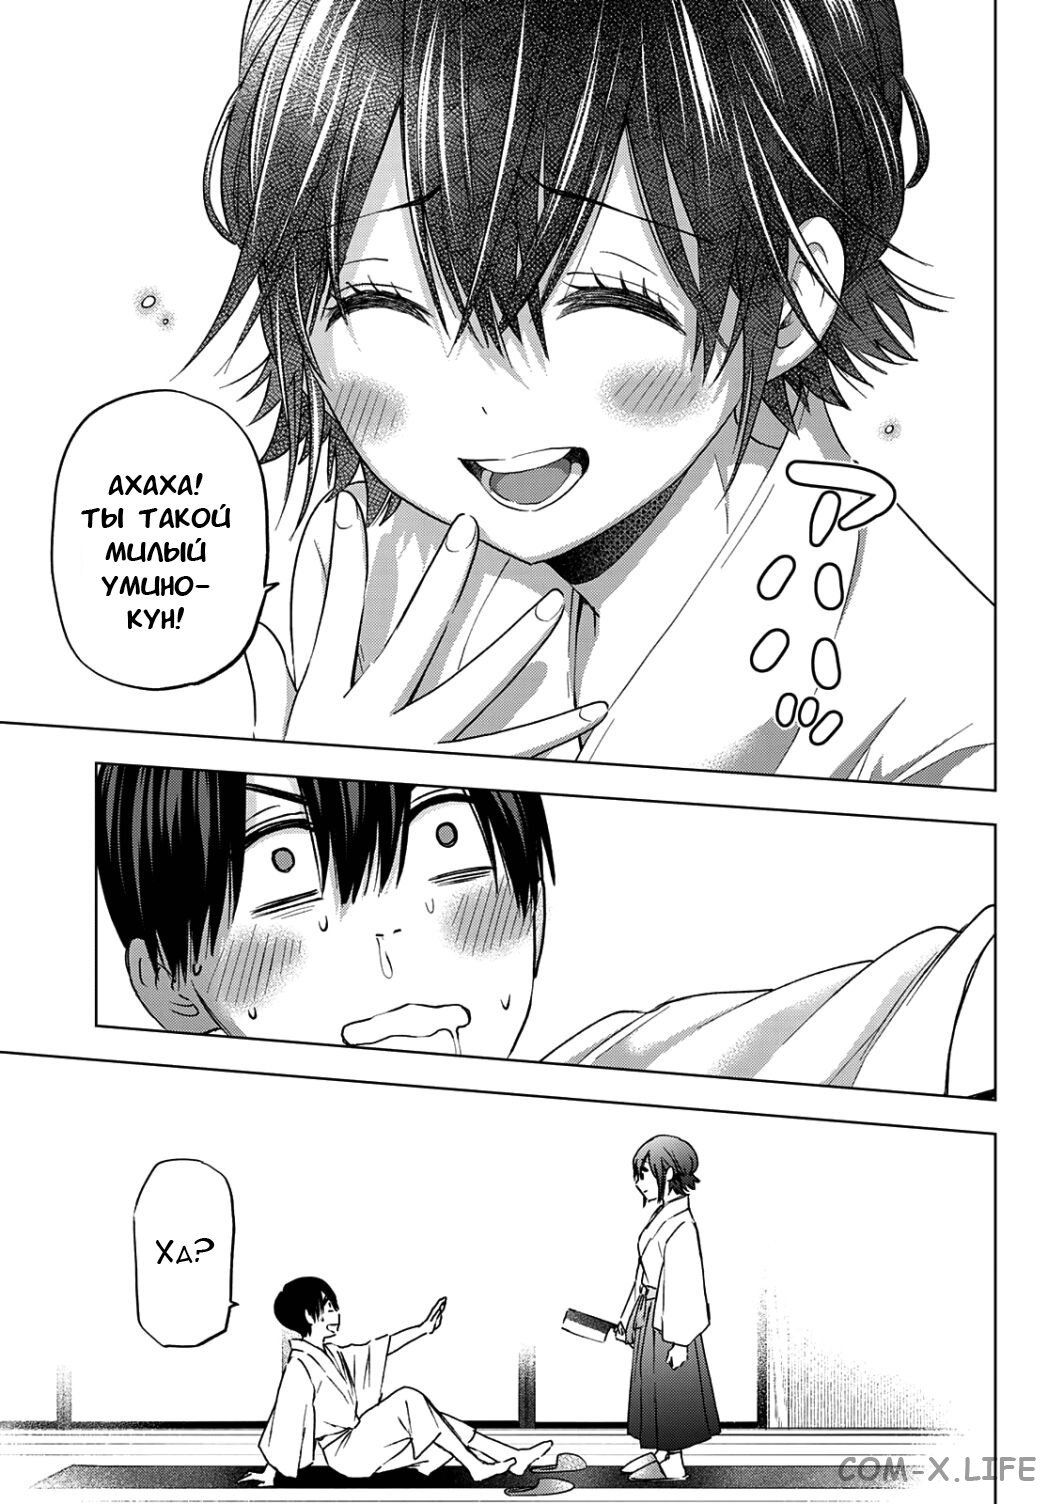 АХАХА!
ТЫ ТАКОЙ
МИЛЫЙ
УМИНО-
КУН!
ХА?
COM-X.LIFE